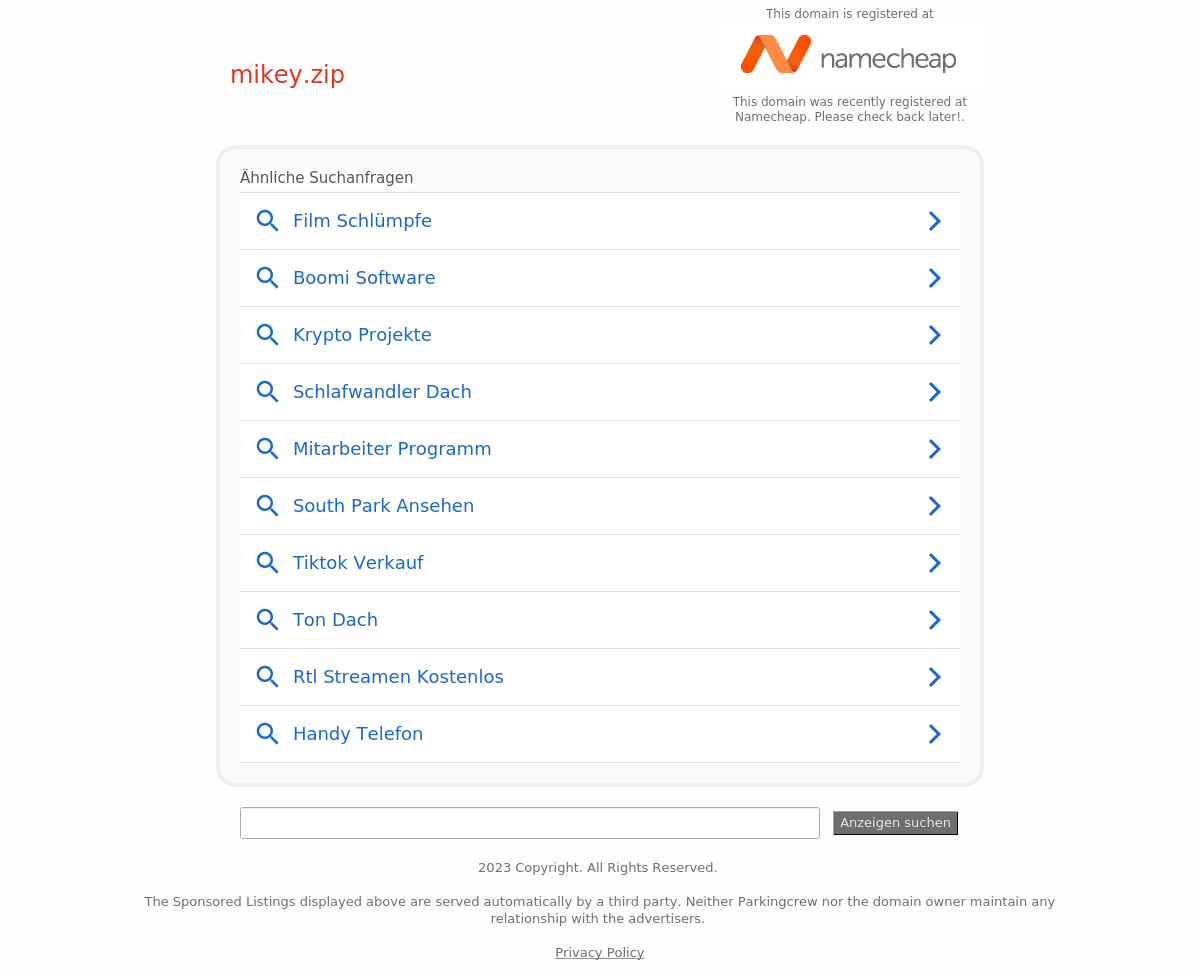 This domain is registered at
namecheap
mikey.zip
This domain was recently registered at
Namecheap. Please check back later!.
Ähnliche Suchanfragen
Film Schlümpfe
Boomi Software
Krypto Projekte
Schlafwandler Dach
Mitarbeiter Programm
South Park Ansehen
Tiktok Verkauf
Ton Dach
Rtl Streamen Kostenlos
Handy Telefon
Anzeigen suchen
2023 Copyright. All Rights Reserved.
The Sponsored Listings displayed above are served automatically by a third party. Neither Parkingcrew nor the domain owner maintain any
relationship with the advertisers.
Privacy Policy